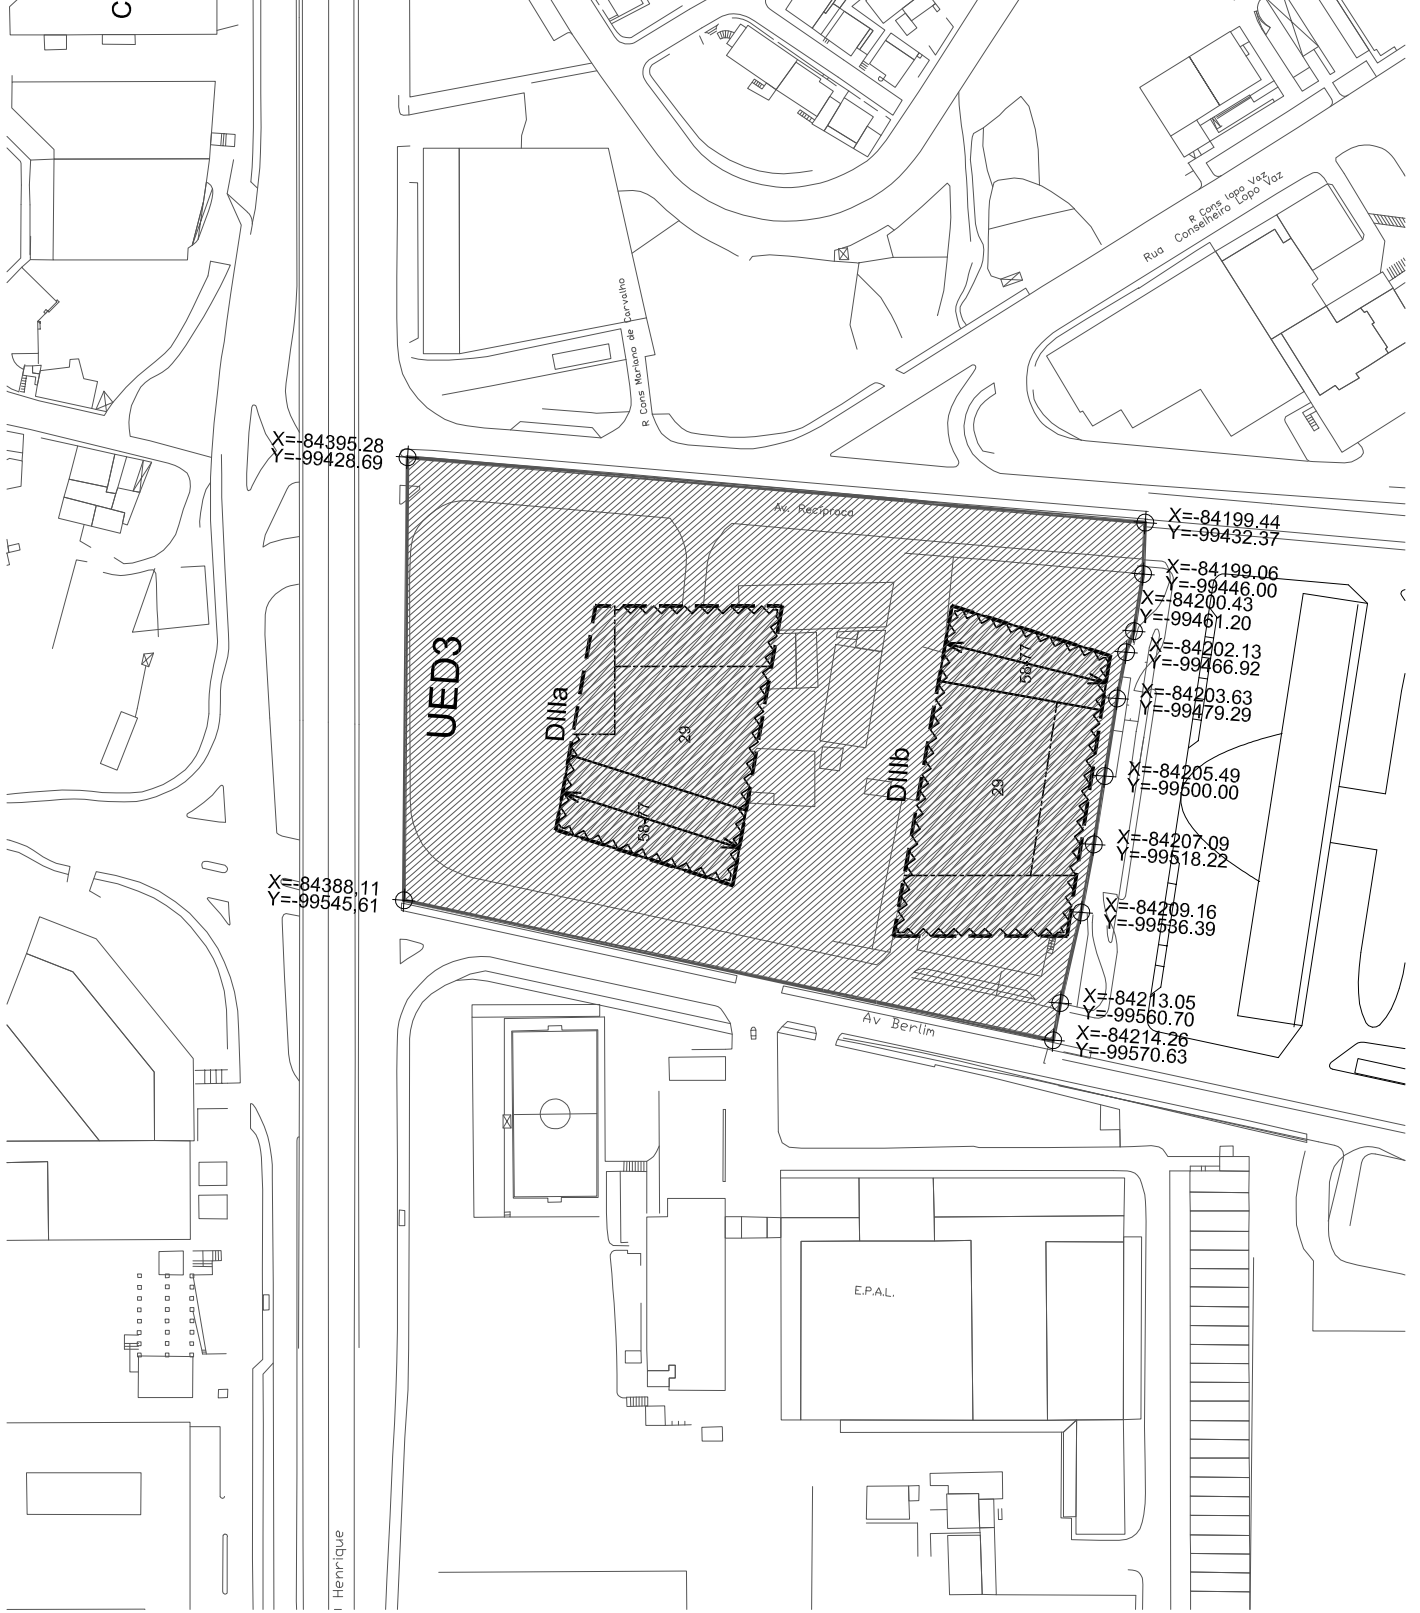 C
R Cons lopo Vaz
Rua Conselheiro Lopo Vaz
R Cons Mariano de Carvalho
X=-84395.28
Y=-99428.69
Av. Recíproca
X=-84199.44
Y=-99432.37
X=-84199.06
Y=-99446.00
X=-84200.43
Y=-99461.20
X=-84202.13
Y=-99466.92
X=-84203.63
Y=-99479.29
UED3
DIIIa
29
58-77
58-77
DIIIb
29
X=-84205.49
Y=-99500.00
X=-84207.09
Y=-99518.22
X=-84388,11
Y=-99545,61
X=-84209.16
Y=-99536.39
X=-84213.05
Y=-99560.70
Av Berlim
X=-84214.26
Y=-99570.63
E.P.A.L.
Henrique